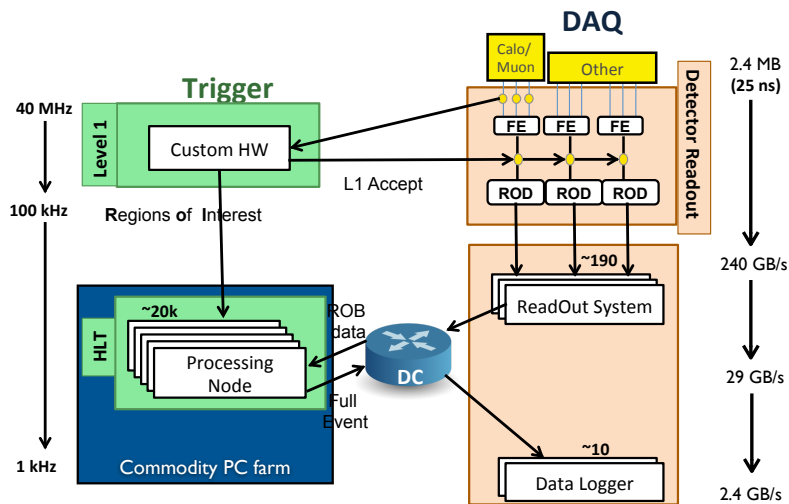 DAQ
Calo/
Muon
Other
2.4 MB
(25 ns)
Trigger
40 MHz
Level 1
Custom HW
FE
FE
FE
Detector Readout
L1 Accept
ROD
ROD
ROD
100 kHz
Regions of Interest
~190
240 GB/s
ReadOut System
~20k
ROB
data
HLT
Processing
Node
DC
29 GB/s
Full
Event
~10
1 kHz
Commodity PC farm
Data Logger
2.4 GB/s